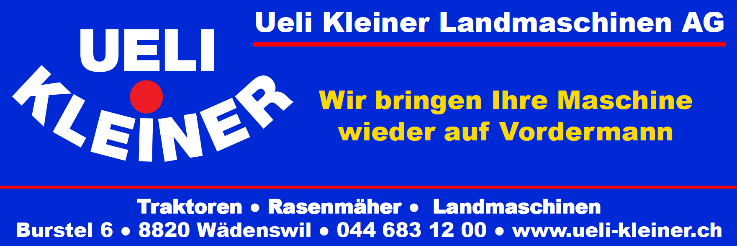 UELI
KLEINER
Ueli Kleiner Landmaschinen AG
Wir bringen Ihre Maschine
wieder auf Vordermann
Traktoren ● Rasenmäher ● Landmaschinen
Burstel 6 ● 8820 Wädenswil ● 044 683 12 00 ● www.ueli-kleiner.ch